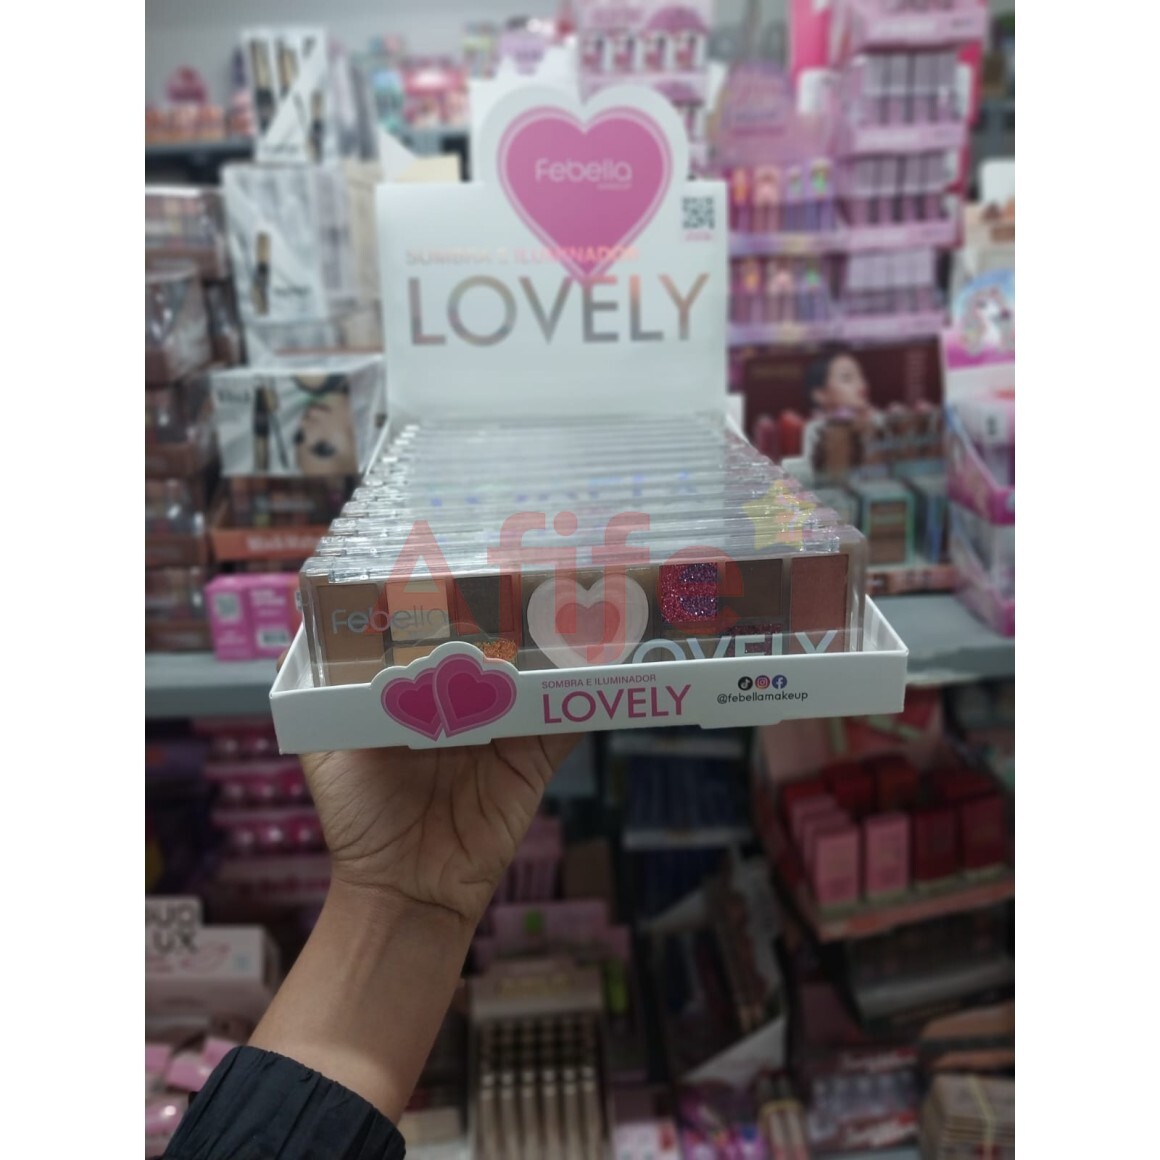 Febella
SOMBRA E ILUMINADOR
LOVELY
Afife
Febella
LOVELY
SOMBRA E ILUMINADOR
LOVELY
@febellamakeup